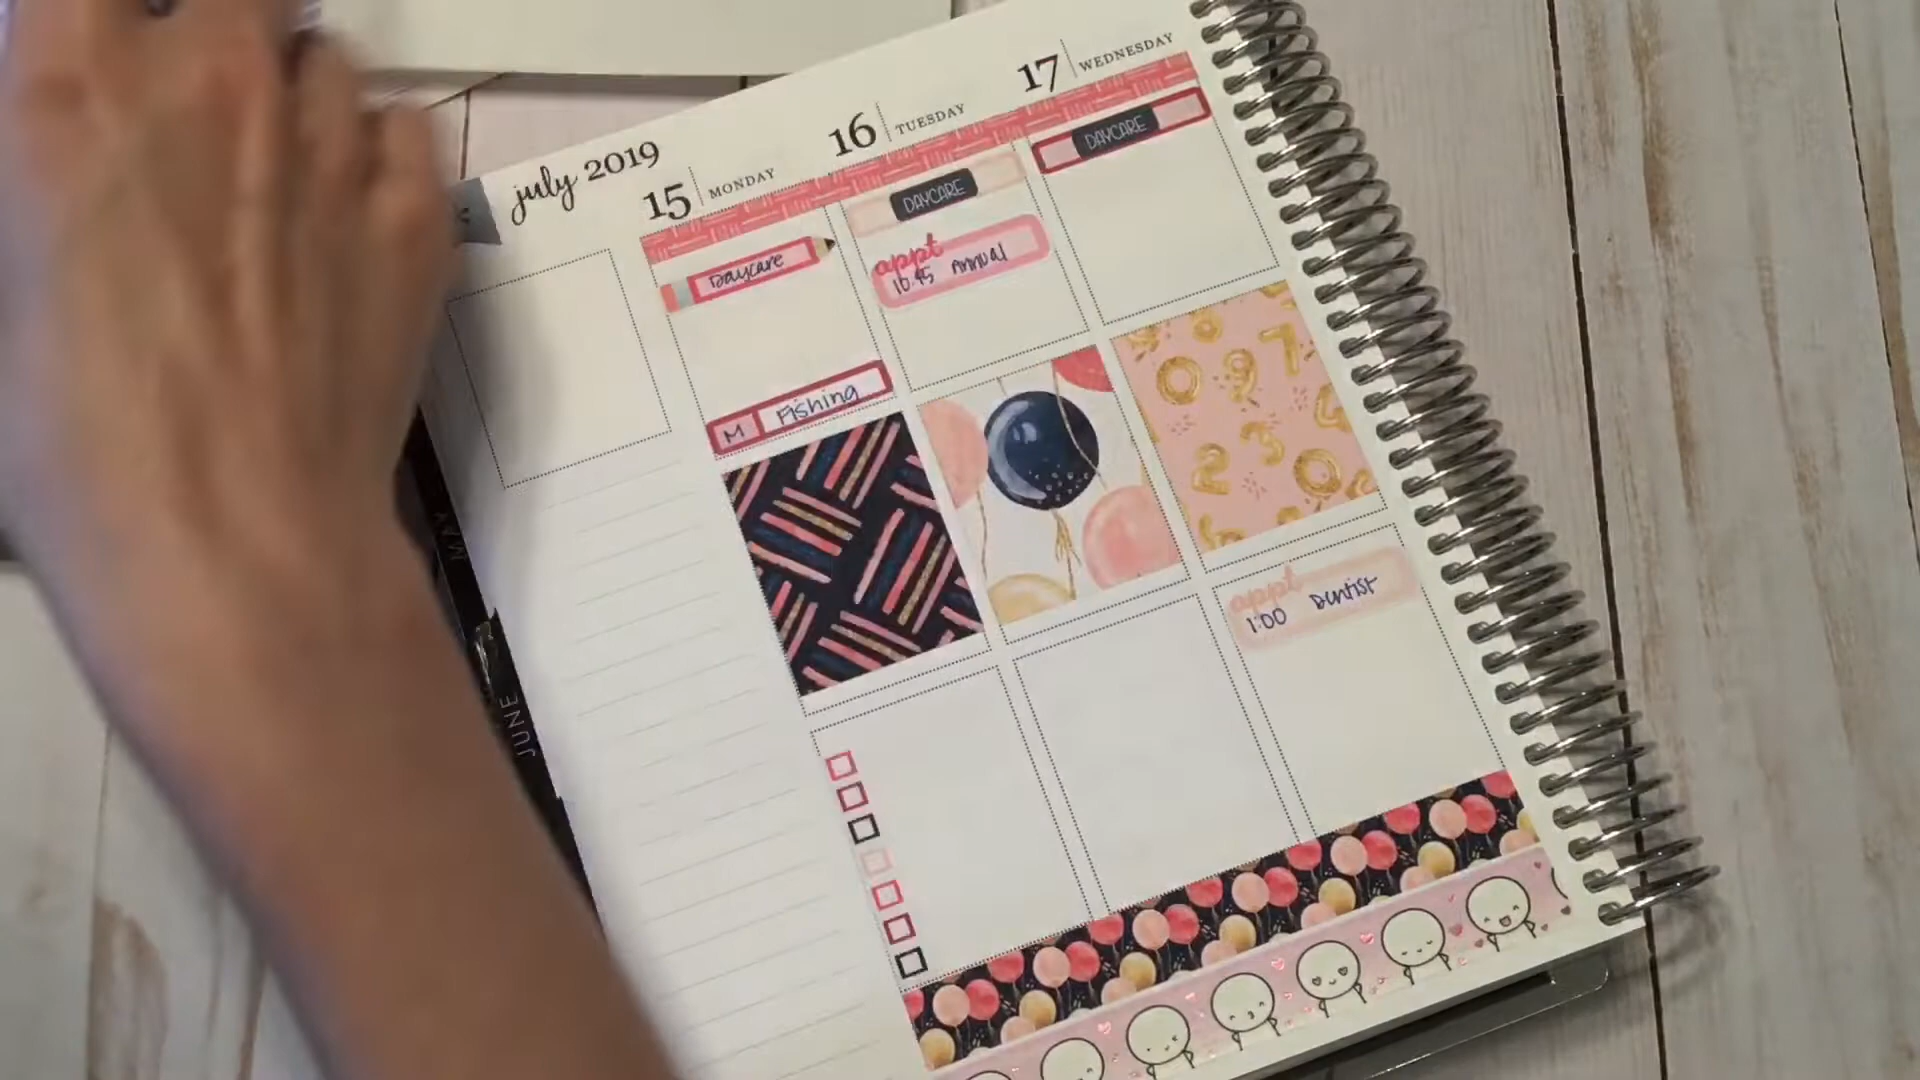 july 2019
15 MONDAY
16 TUESDAY
17 WEDNESDAY
Daycare
DAYCARE
DAYCARE
appt
10:45 Annual
M Fishing
appt
1:00 Dentist
MAY
JUNE